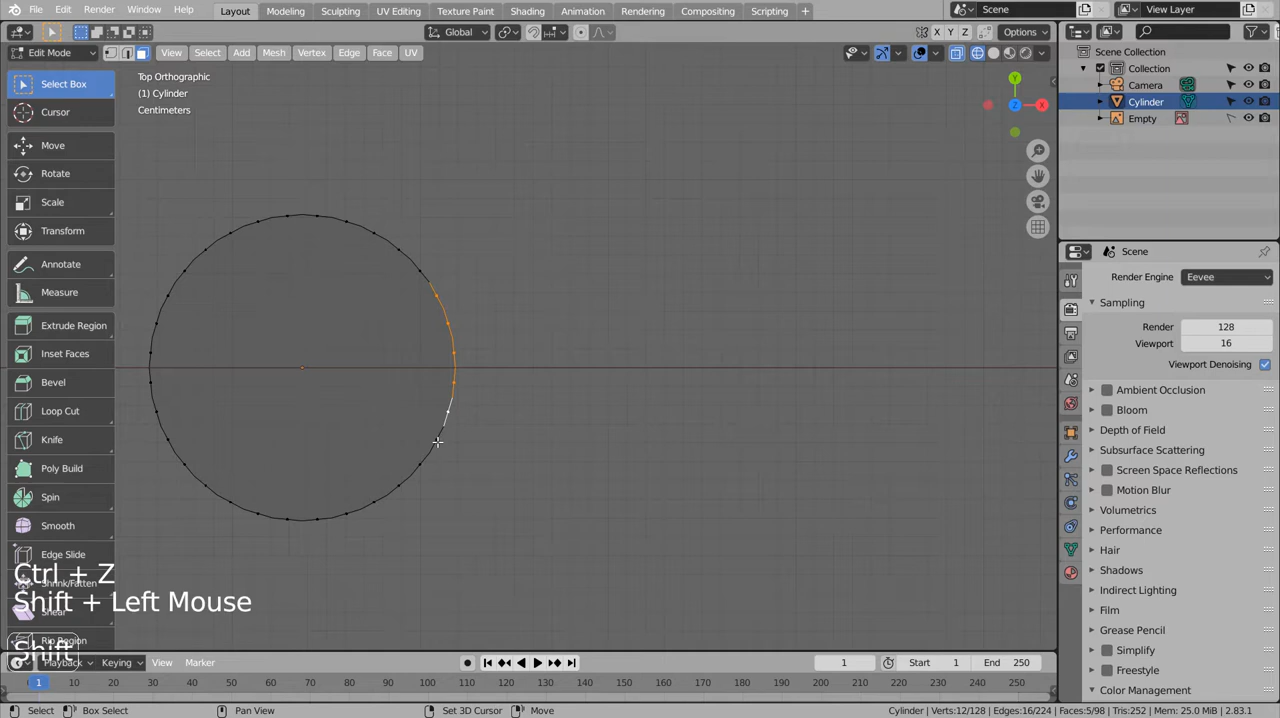 File Edit Render Window Help Layout Modeling Sculpting UV Editing Texture Paint Shading Animation Rendering Compositing Scripting + Scene View Layer
Global Options
Edit Mode View Select Add Mesh Vertex Edge Face UV X Y Z Options
Select Box
Cursor
Move
Rotate
Scale
Transform
Annotate
Measure
Extrude Region
Inset Faces
Bevel
Loop Cut
Knife
Poly Build
Spin
Smooth
Edge Slide
Shrink/Fatten
Shear
Rip Region
Top Orthographic
(1) Cylinder
Centimeters
Y
Z X
Ctrl + Z
Shift + Left Mouse
Shift
Scene Collection
Collection
Camera
Cylinder
Empty
Scene
Render Engine Eevee
Sampling
Render 128
Viewport 16
Viewport Denoising
Ambient Occlusion
Bloom
Depth of Field
Subsurface Scattering
Screen Space Reflections
Motion Blur
Volumetrics
Performance
Hair
Shadows
Indirect Lighting
Film
Grease Pencil
Simplify
Freestyle
Color Management
Playback Keying View Marker 1 Start 1 End 250
1 10 20 30 40 50 60 70 80 90 100 110 120 130 140 150 160 170 180 190 200 210 220 230 240 250
Select Box Select Pan View Set 3D Cursor Move Cylinder | Verts:12/128 | Edges:16/224 | Faces:5/98 | Tris:252 | Mem: 25.0 MiB | 2.83.1